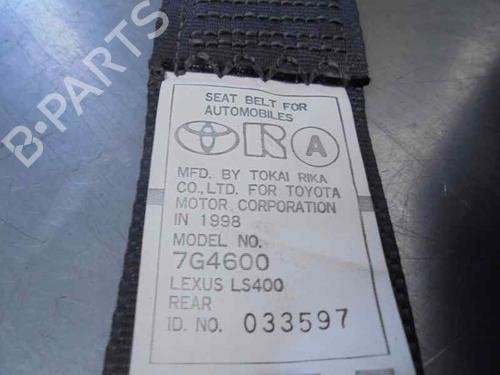 B-PARTS
SEAT BELT FOR
AUTOMOBILES
R A
MFD. BY TOKAI RIKA
CO., LTD. FOR TOYOTA
MOTOR CORPORATION
IN 1998
MODEL NO.
7G4600
LEXUS LS400
REAR
ID. NO. 033597